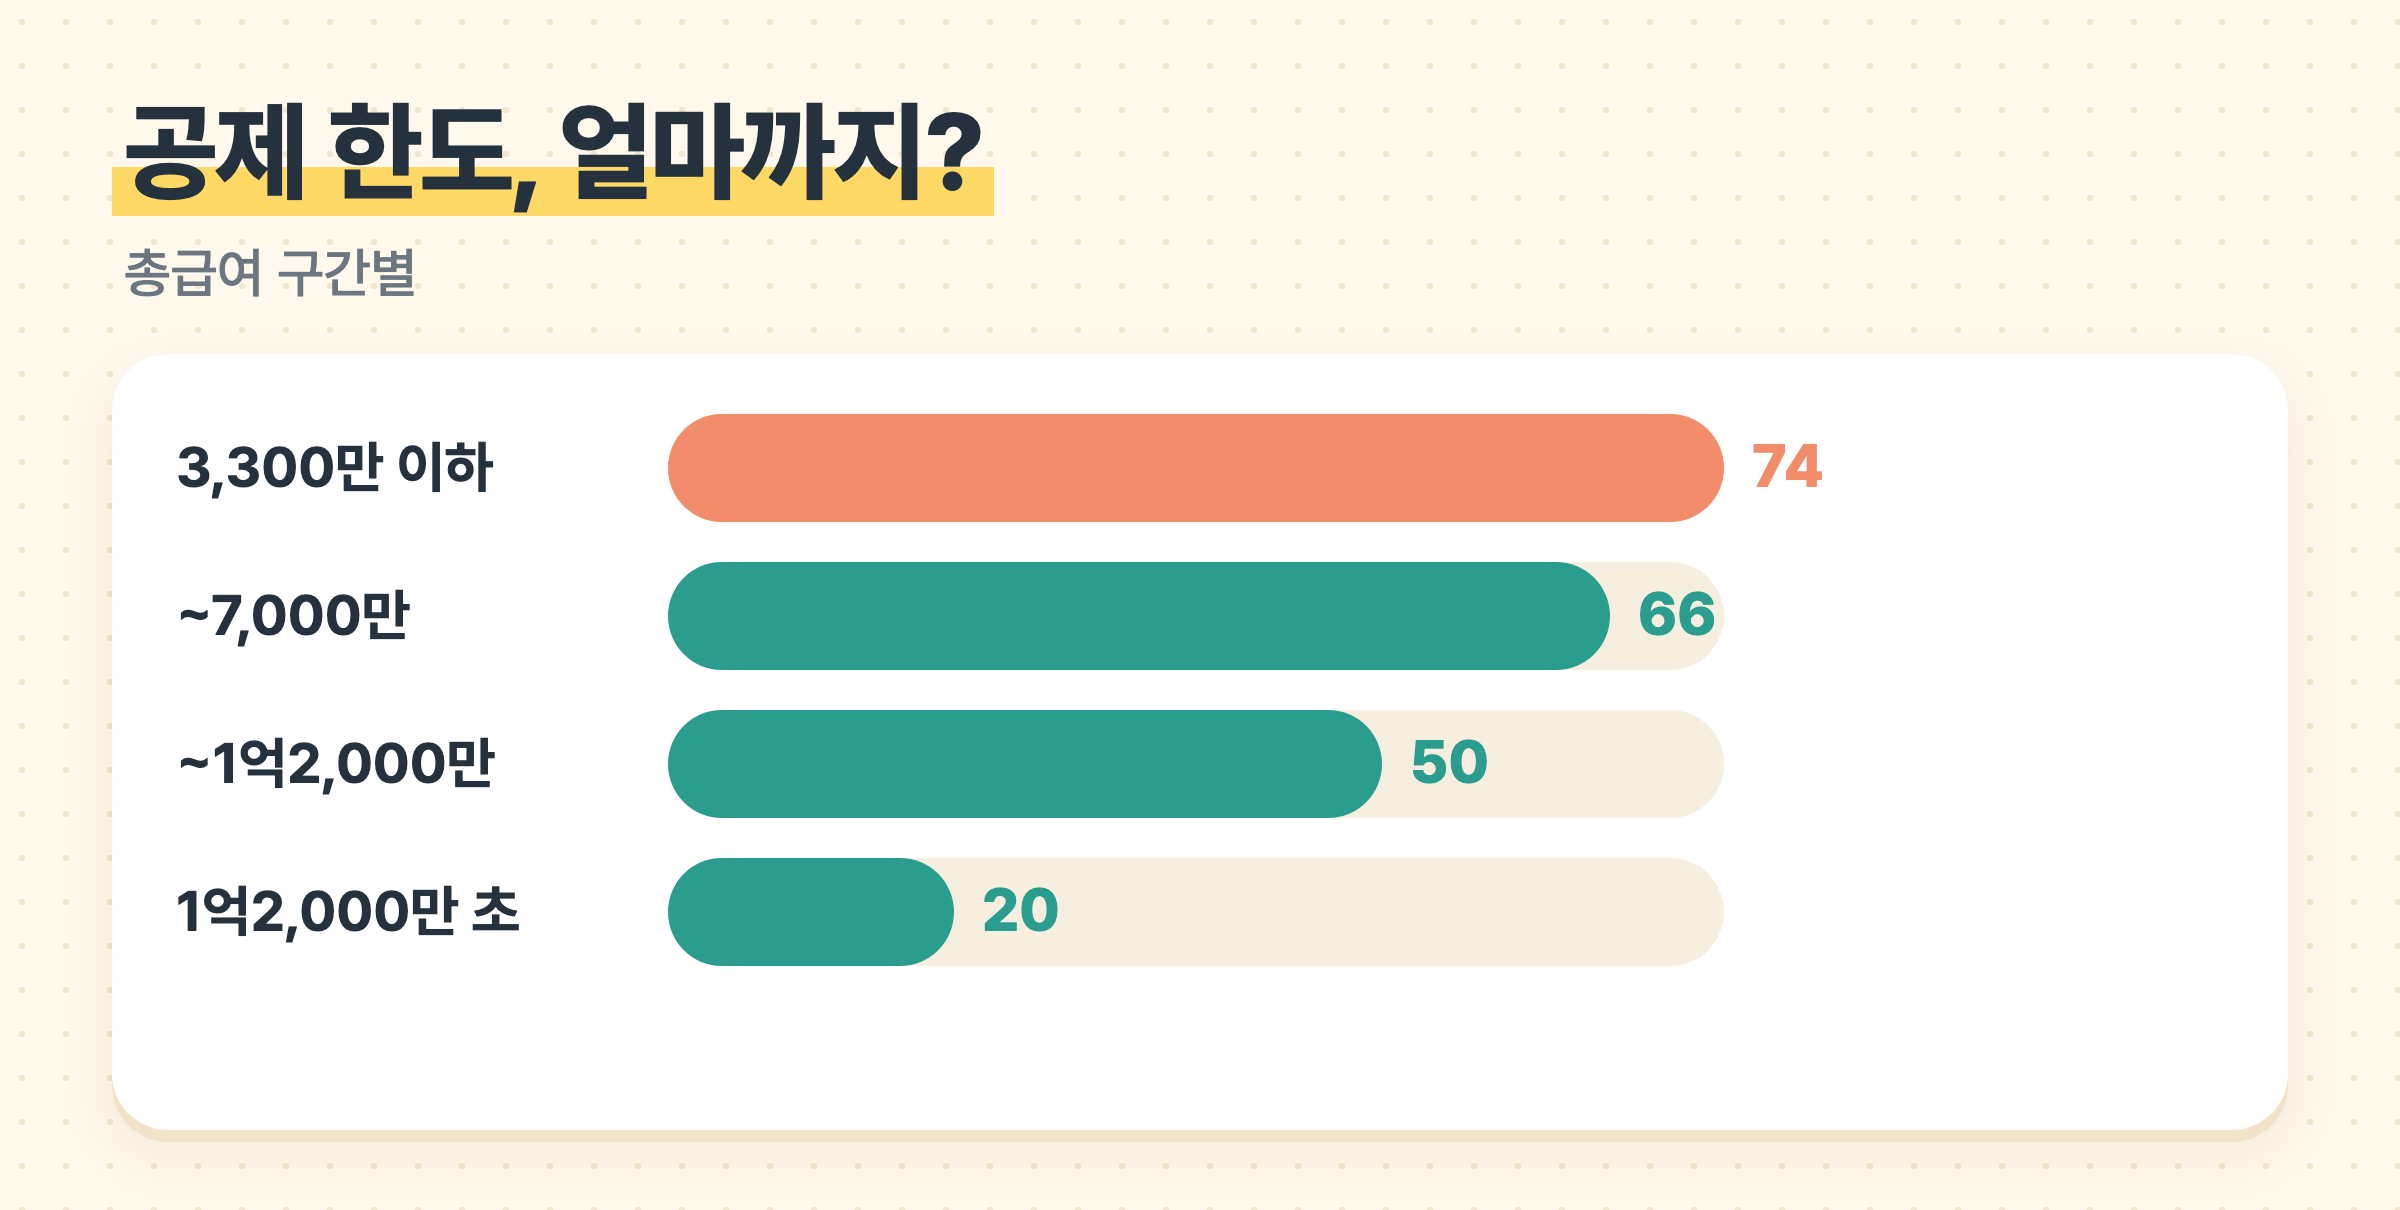 공제 한도, 얼마까지?
총급여 구간별
3,300만 이하 74
~7,000만 66
~1억2,000만 50
1억2,000만 초 20